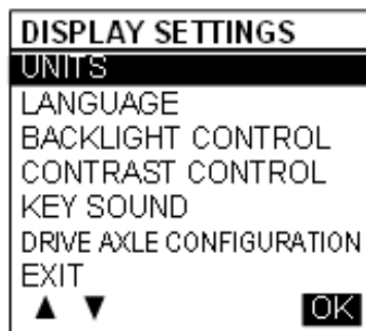 DISPLAY SETTINGS
UNITS
LANGUAGE
BACKLIGHT CONTROL
CONTRAST CONTROL
KEY SOUND
DRIVE AXLE CONFIGURATION
EXIT
▲ ▼ OK